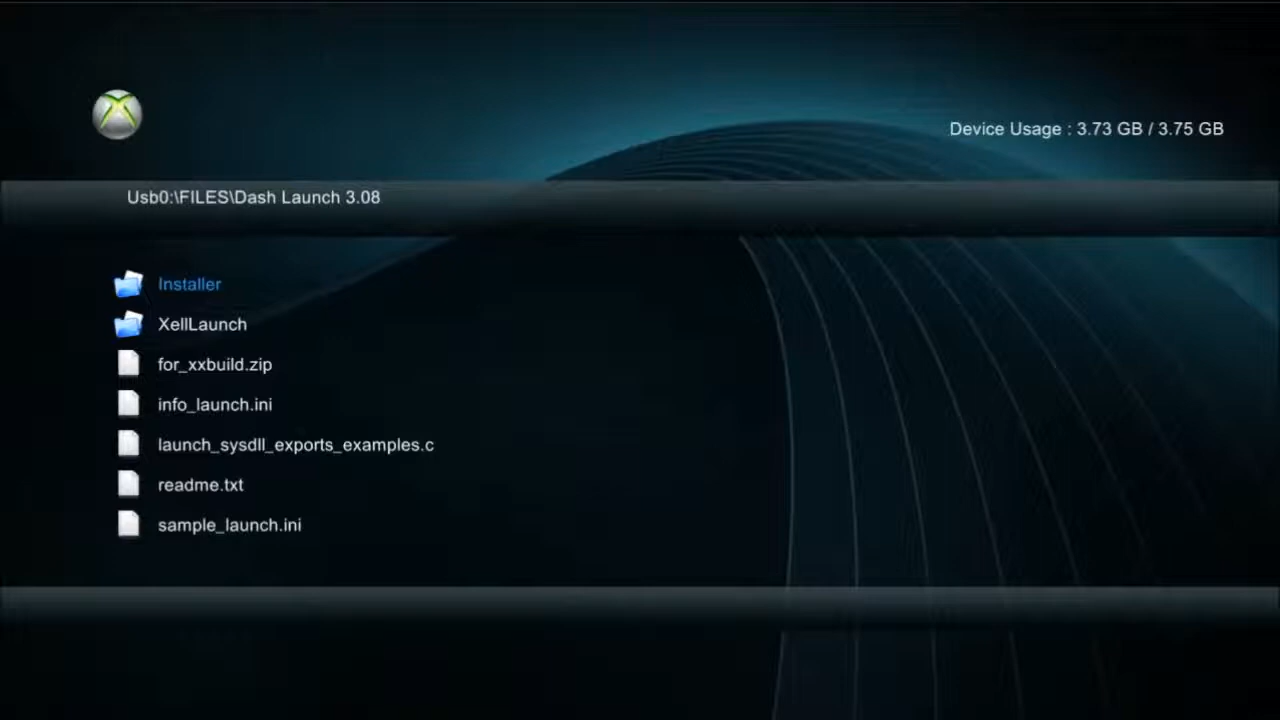 Device Usage : 3.73 GB / 3.75 GB
Usb0:\FILES\Dash Launch 3.08
Installer
XellLaunch
for_xxbuild.zip
info_launch.ini
launch_sysdll_exports_examples.c
readme.txt
sample_launch.ini